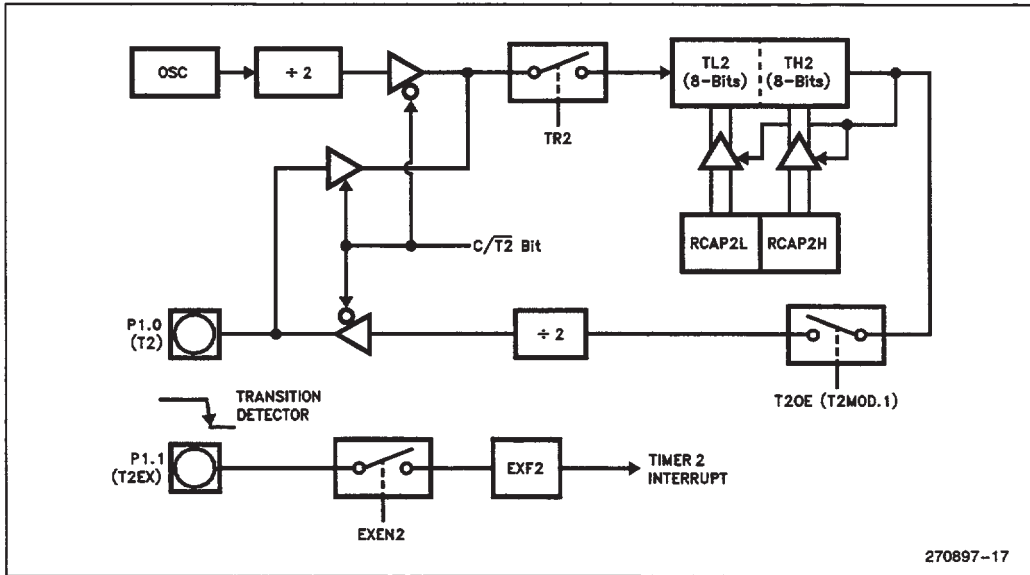 OSC
÷ 2
TR2
TL2
(8-Bits)
TH2
(8-Bits)
RCAP2L
RCAP2H
C/T2̅ Bit
P1.0
(T2)
÷ 2
T2OE (T2MOD.1)
TRANSITION
DETECTOR
P1.1
(T2EX)
EXEN2
EXF2
TIMER 2
INTERRUPT
270897-17